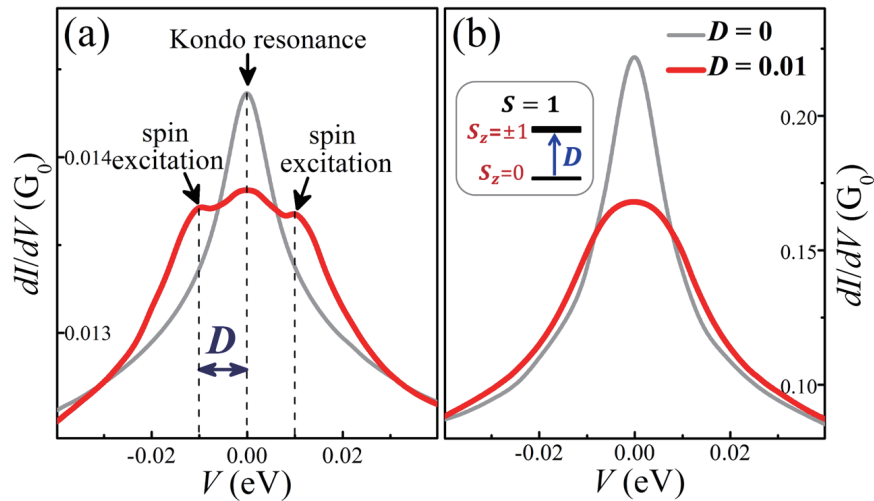 (a)
Kondo resonance
spin
excitation
spin
excitation
0.014
0.013
dI/dV (G₀)
D
-0.02
0.00
0.02
V (eV)
(b)
D = 0
D = 0.01
S = 1
S_z=±1
D
S_z=0
0.20
0.15
0.10
dI/dV (G₀)
-0.02
0.00
0.02
V (eV)